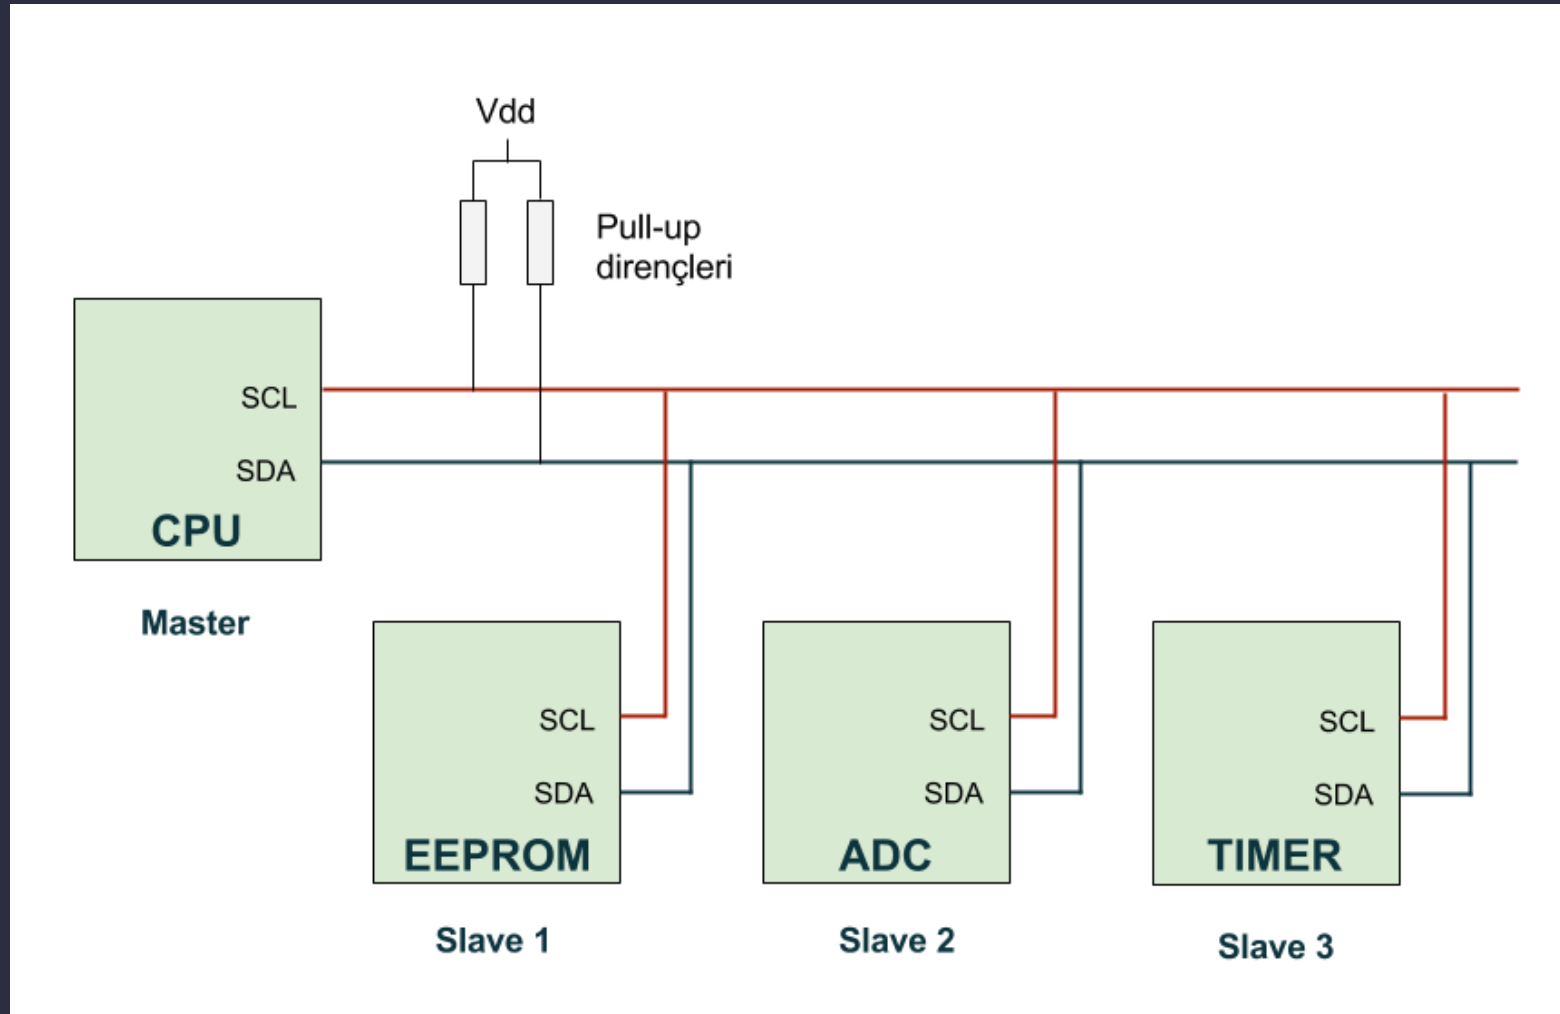 Vdd
Pull-up
dirençleri
SCL
SDA
CPU
Master
SCL
SDA
EEPROM
Slave 1
SCL
SDA
ADC
Slave 2
SCL
SDA
TIMER
Slave 3